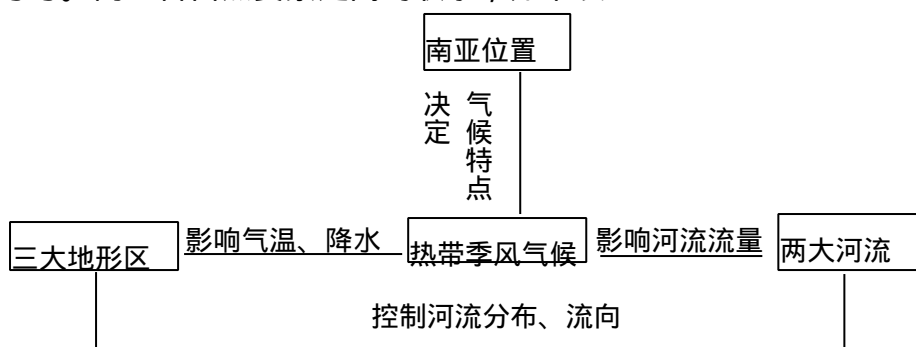 南亚位置
决定
气候特点
三大地形区
影响气温、降水
热带季风气候
影响河流流量
两大河流
控制河流分布、流向